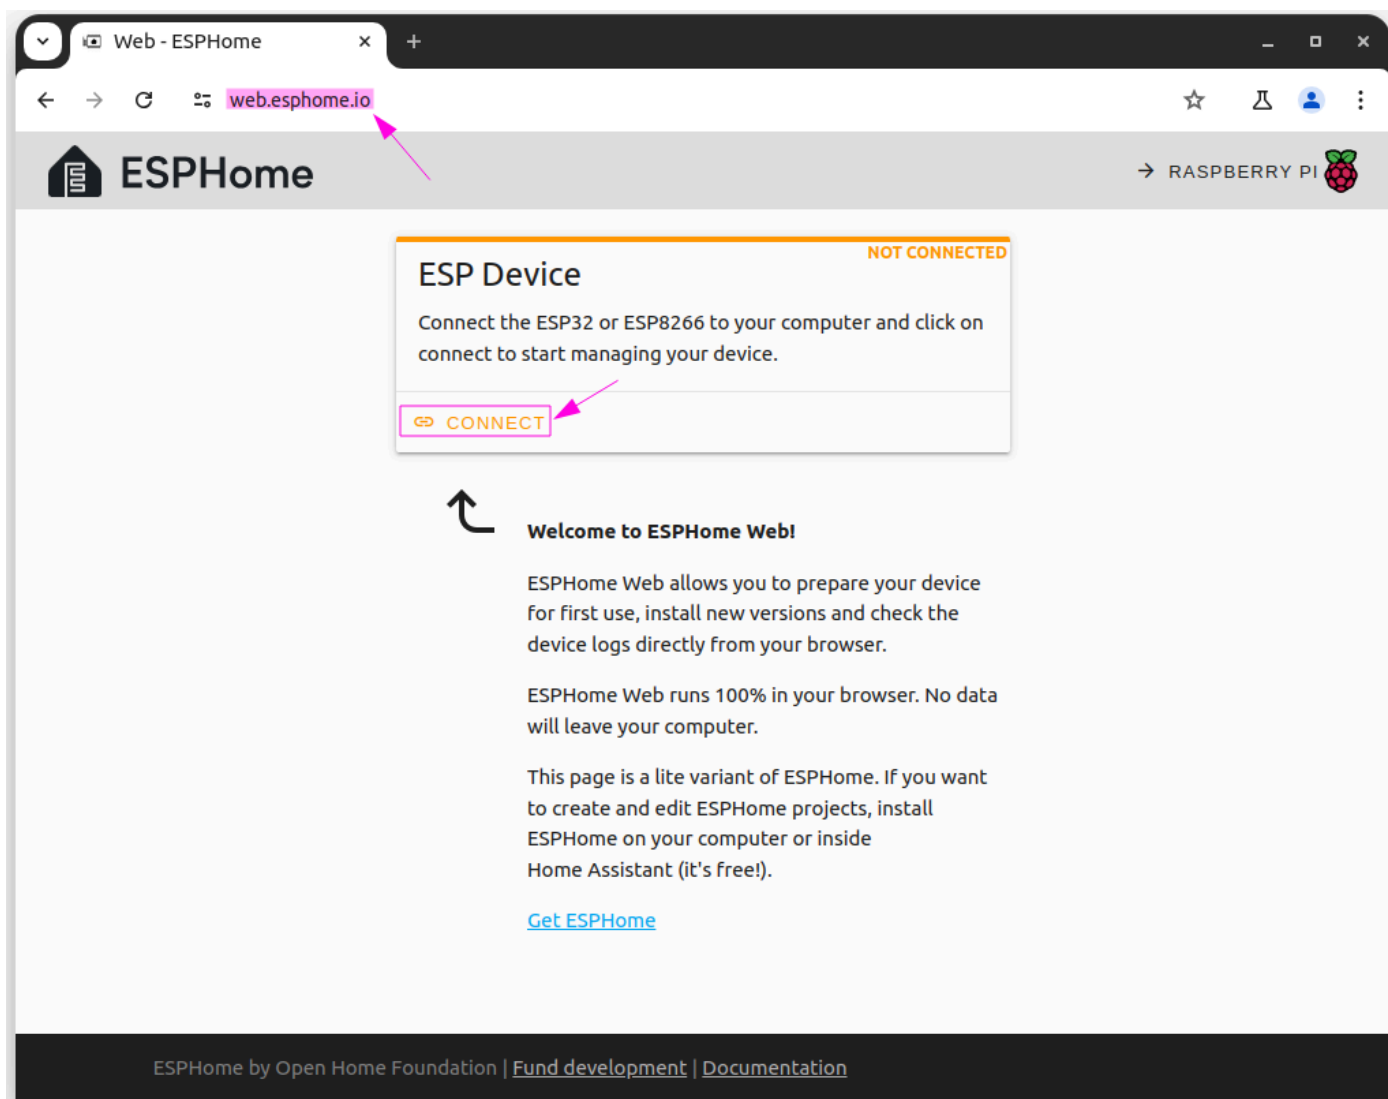 Web - ESPHome
web.esphome.io
ESPHome
RASPBERRY PI
NOT CONNECTED
ESP Device
Connect the ESP32 or ESP8266 to your computer and click on
connect to start managing your device.
CONNECT
Welcome to ESPHome Web!
ESPHome Web allows you to prepare your device
for first use, install new versions and check the
device logs directly from your browser.
ESPHome Web runs 100% in your browser. No data
will leave your computer.
This page is a lite variant of ESPHome. If you want
to create and edit ESPHome projects, install
ESPHome on your computer or inside
Home Assistant (it's free!).
Get ESPHome
ESPHome by Open Home Foundation | Fund development | Documentation